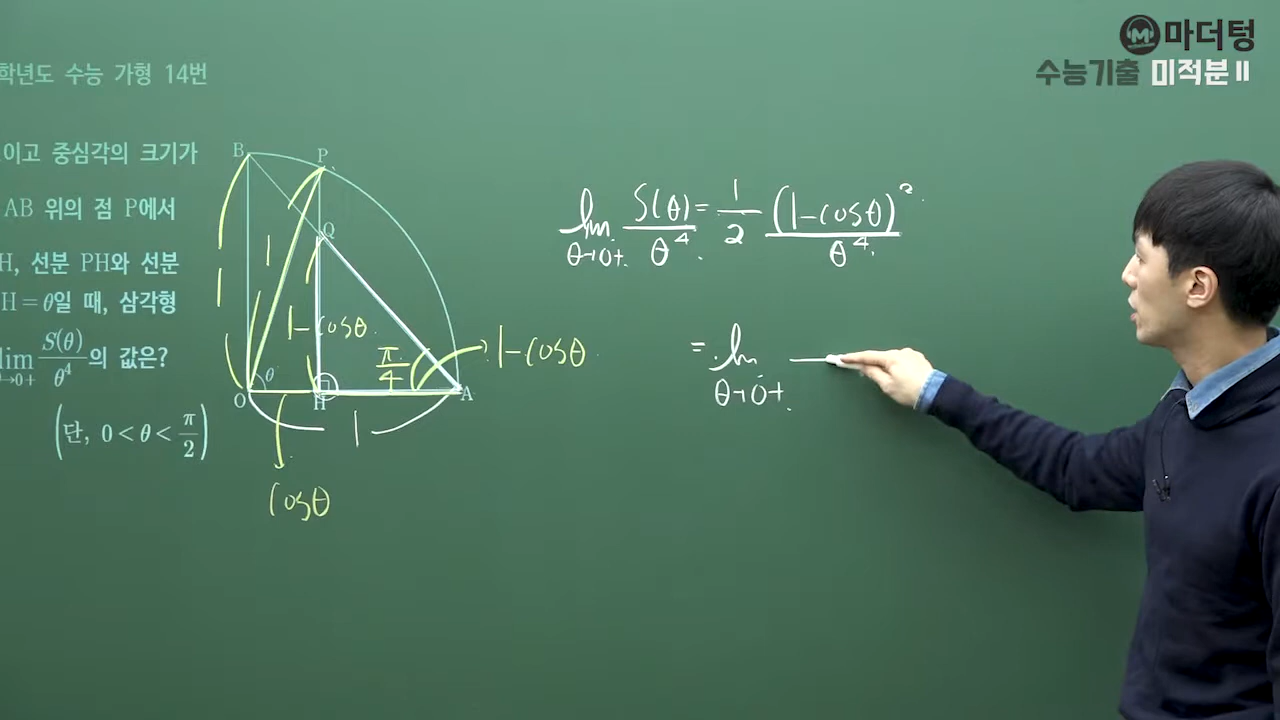 마더텅
수능기출 미적분 II
학년도 수능 가형 14번
이고 중심각의 크기가
AB 위의 점 P에서
H, 선분 PH와 선분
H = θ일 때, 삼각형
lim θ→0+ S(θ)/θ⁴ 의 값은?
(단, 0 < θ < π/2)
B
P
Q
O
H
A
θ
1
1
1
1-cosθ
π/4
1-cosθ
cosθ
lim θ→0+ S(θ)/θ⁴ = 1/2 (1-cosθ)²/θ⁴
= lim θ→0+